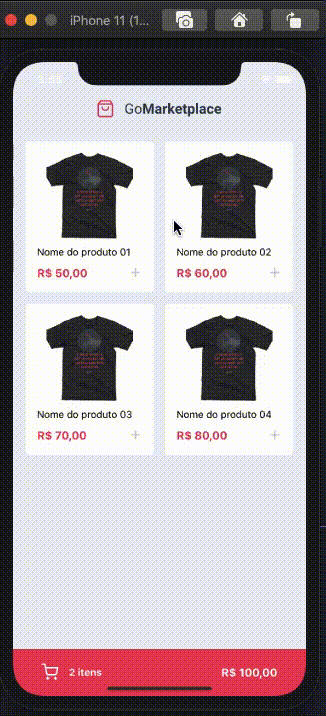 iPhone 11 (1...
GoMarketplace
Nome do produto 01
R$ 50,00
+
Nome do produto 02
R$ 60,00
+
Nome do produto 03
R$ 70,00
+
Nome do produto 04
R$ 80,00
+
2 itens
R$ 100,00